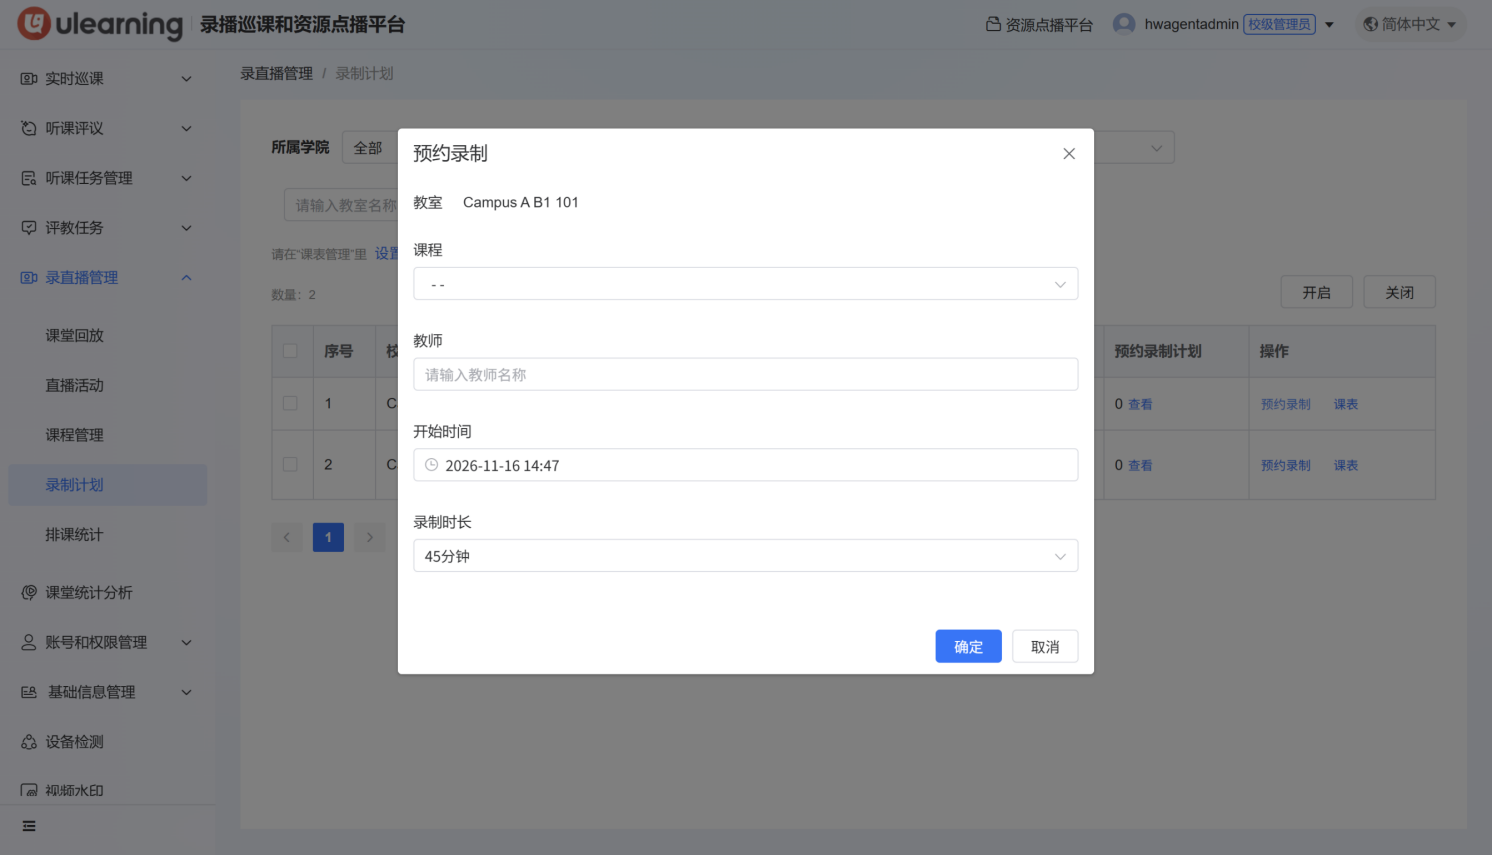 ulearning 录播巡课和资源点播平台
资源点播平台
hwagentadmin 校级管理员
简体中文
实时巡课
听课评议
听课任务管理
评教任务
录直播管理
课堂回放
直播活动
课程管理
录制计划
排课统计
课堂统计分析
账号和权限管理
基础信息管理
设备检测
视频水印
录直播管理 / 录制计划
所属学院 全部
请输入教室名称
请在“课表管理”里 设置
数量：2
开启 关闭
序号 校 预约录制计划 操作
1 C 0 查看 预约录制 课表
2 C 0 查看 预约录制 课表
1
预约录制
教室 Campus A B1 101
课程
- -
教师
请输入教师名称
开始时间
2026-11-16 14:47
录制时长
45分钟
确定 取消